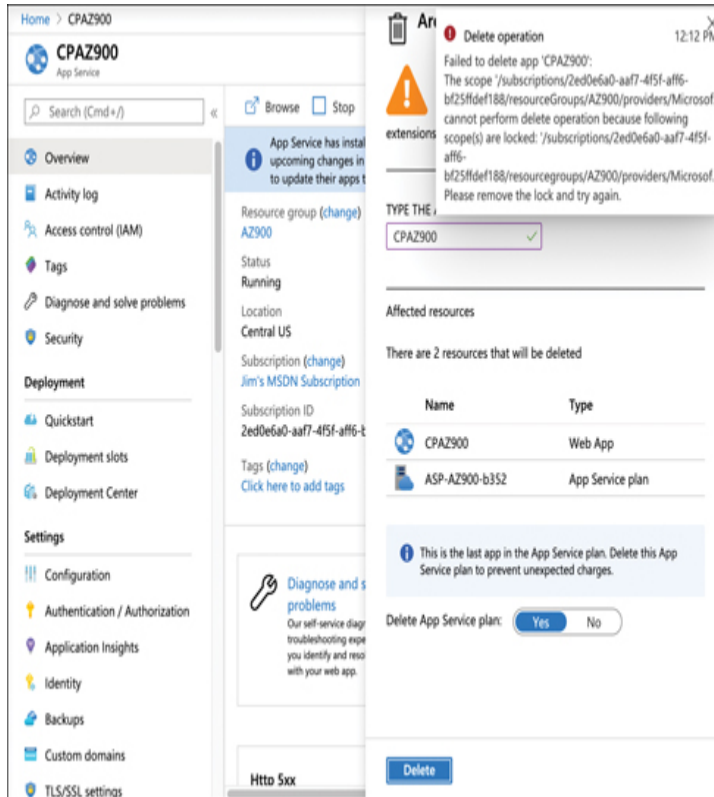 Home > CPAZ900
CPAZ900
App Service
Search (Cmd+/)
«
Overview
Activity log
Access control (IAM)
Tags
Diagnose and solve problems
Security
Deployment
Quickstart
Deployment slots
Deployment Center
Settings
Configuration
Authentication / Authorization
Application Insights
Identity
Backups
Custom domains
TLS/SSL settings
Browse Stop
App Service has instal
upcoming changes in
to update their apps t
Resource group (change)
AZ900
Status
Running
Location
Central US
Subscription (change)
Jim's MSDN Subscription
Subscription ID
2ed0e6a0-aaf7-4f5f-aff6-b
Tags (change)
Click here to add tags
Diagnose and s
problems
Our self-service diagr
troubleshooting expe
you identify and reso
with your web app.
Http 5xx
Are
extensions
Delete operation 12:12 PM
Failed to delete app 'CPAZ900':
The scope '/subscriptions/2ed0e6a0-aaf7-4f5f-aff6-
bf25ffdef188/resourceGroups/AZ900/providers/Microsof
cannot perform delete operation because following
scope(s) are locked: '/subscriptions/2ed0e6a0-aaf7-4f5f-
aff6-
bf25ffdef188/resourcegroups/AZ900/providers/Microsof.
Please remove the lock and try again.
TYPE THE A
CPAZ900
Affected resources
There are 2 resources that will be deleted
Name Type
CPAZ900 Web App
ASP-AZ900-b352 App Service plan
This is the last app in the App Service plan. Delete this App
Service plan to prevent unexpected charges.
Delete App Service plan: Yes No
Delete